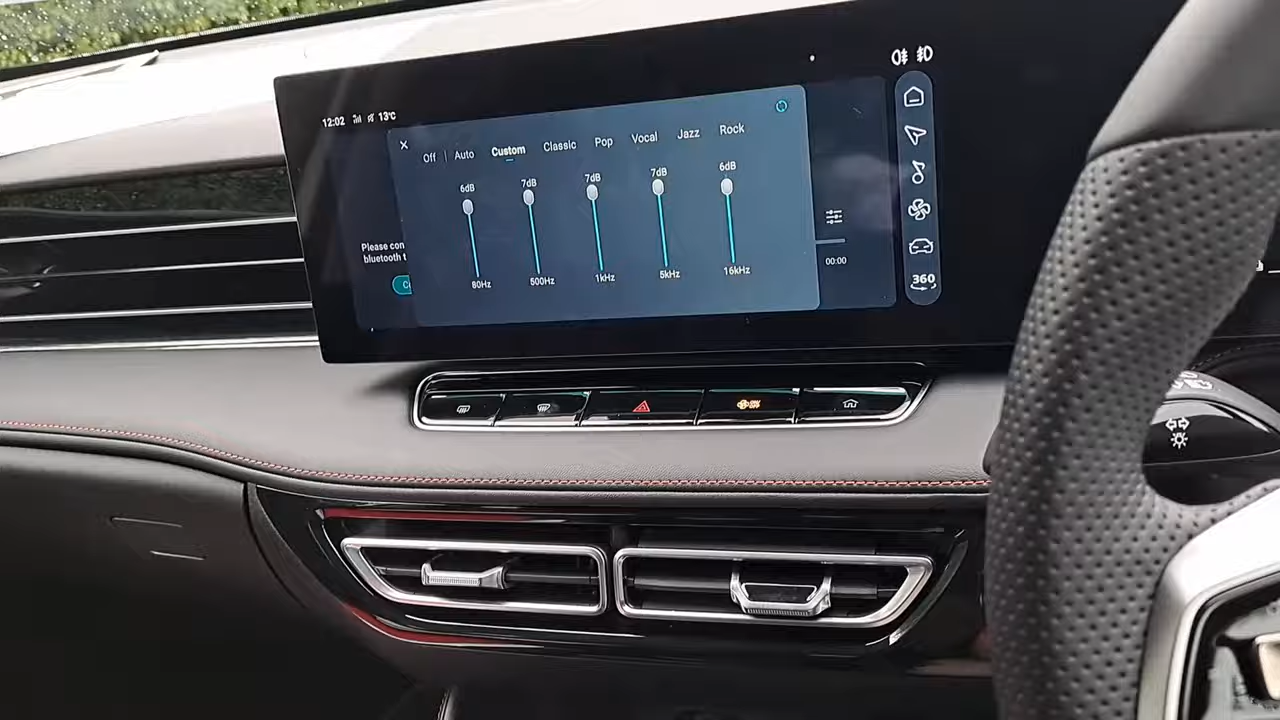 12:02 13°C
Off Auto Custom Classic Pop Vocal Jazz Rock
6dB 7dB 7dB 7dB 6dB
Please con
bluetooth t
80Hz 500Hz 1kHz 5kHz 16kHz
00:00
360